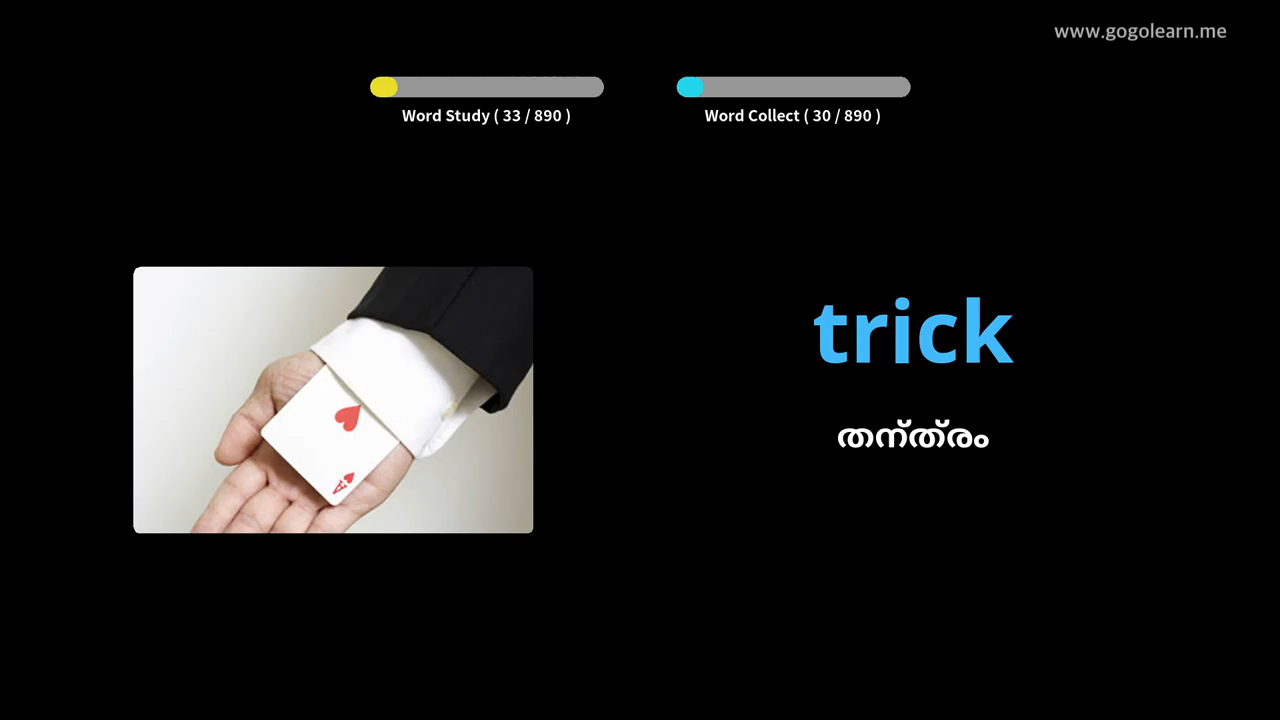 www.gogolearn.me
Word Study ( 33 / 890 )
Word Collect ( 30 / 890 )
trick
തന്ത്രം
A